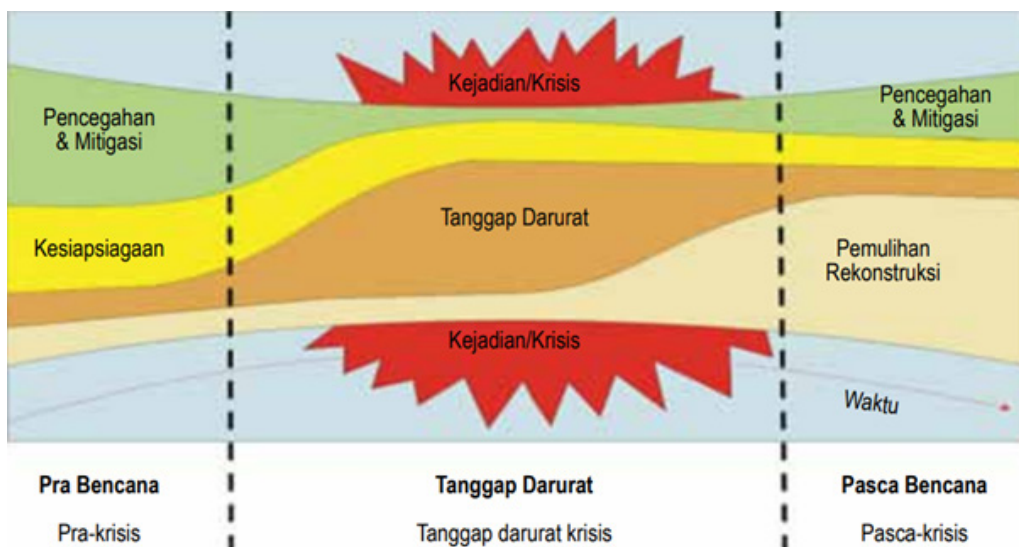 Kejadian/Krisis
Pencegahan
& Mitigasi
Pencegahan
& Mitigasi
Kesiapsiagaan
Tanggap Darurat
Pemulihan
Rekonstruksi
Kejadian/Krisis
Waktu
Pra Bencana
Tanggap Darurat
Pasca Bencana
Pra-krisis
Tanggap darurat krisis
Pasca-krisis